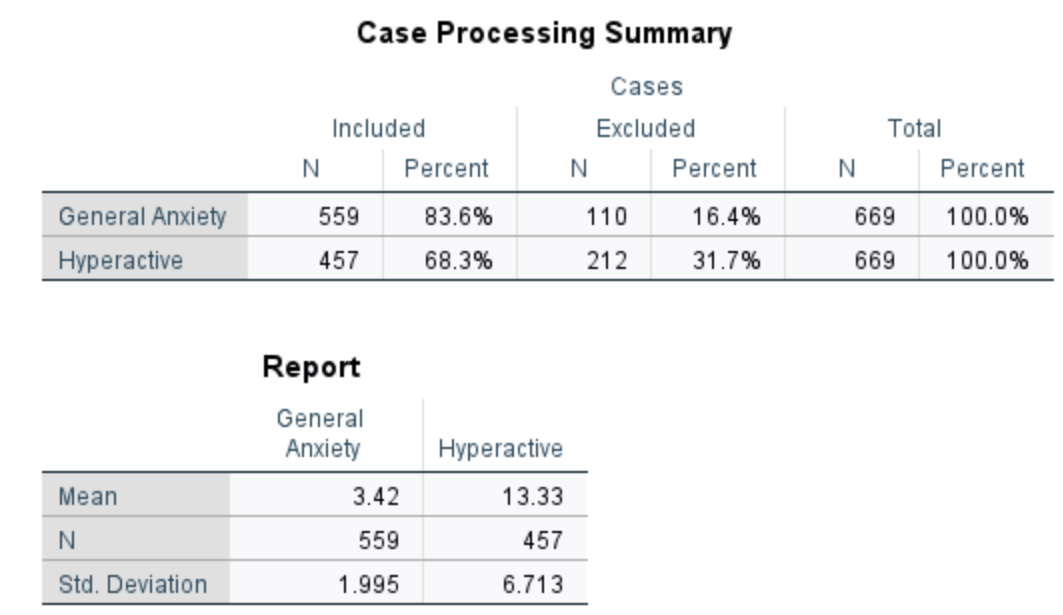 Case Processing Summary
Cases
Included Excluded Total
N Percent N Percent N Percent
General Anxiety 559 83.6% 110 16.4% 669 100.0%
Hyperactive 457 68.3% 212 31.7% 669 100.0%
Report
General
Anxiety Hyperactive
Mean 3.42 13.33
N 559 457
Std. Deviation 1.995 6.713